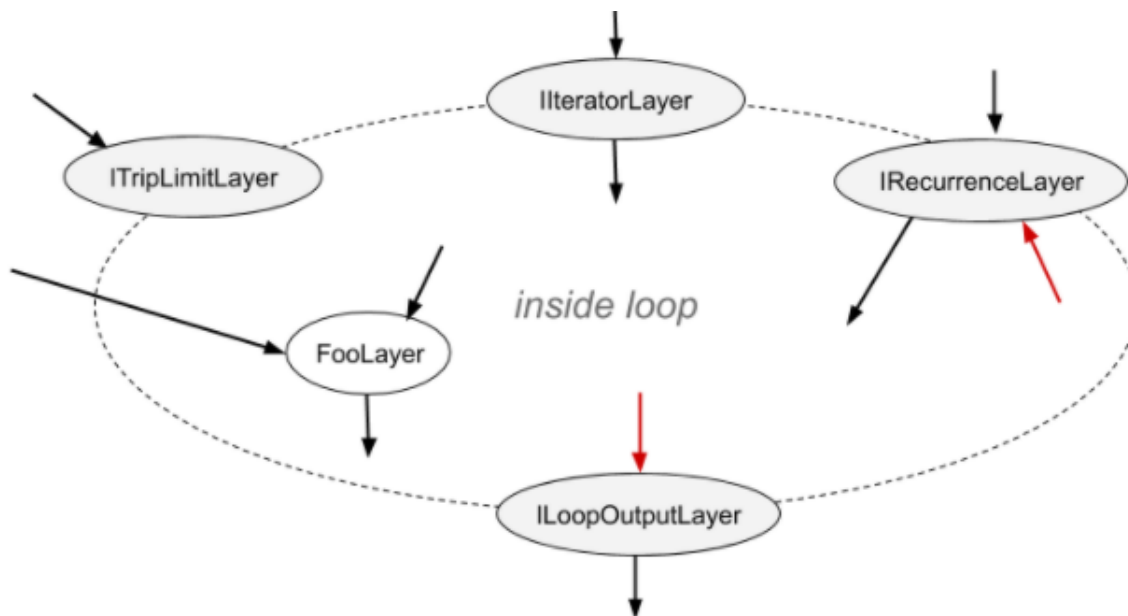 IIteratorLayer
ITripLimitLayer
IRecurrenceLayer
inside loop
FooLayer
ILoopOutputLayer